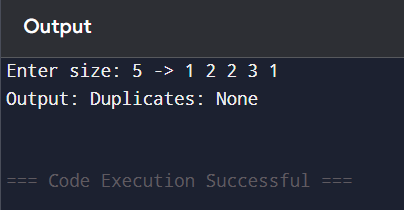 Output
Enter size: 5 -> 1 2 2 3 1
Output: Duplicates: None
=== Code Execution Successful ===